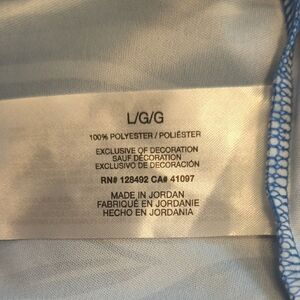 L/G/G
100% POLYESTER / POLIÉSTER
EXCLUSIVE OF DECORATION
SAUF DÉCORATION
EXCLUSIVO DE DECORACIÓN
RN# 128492 CA# 41097
MADE IN JORDAN
FABRIQUÉ EN JORDANIE
HECHO EN JORDANIA